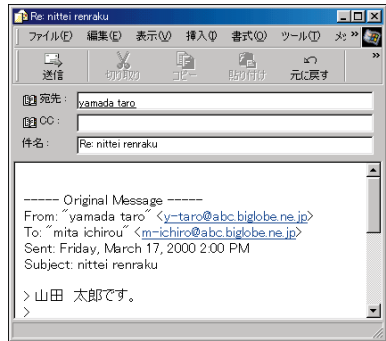 Re: nittei renraku
ファイル(F) 編集(E) 表示(V) 挿入(I) 書式(O) ツール(T) メ »
送信 切り取り コピー 貼り付け 元に戻す »
宛先： yamada taro
CC：
件名： Re: nittei renraku
----- Original Message -----
From: "yamada taro" <y-taro@abc.biglobe.ne.jp>
To: "mita ichirou" <m-ichiro@abc.biglobe.ne.jp>
Sent: Friday, March 17, 2000 2:00 PM
Subject: nittei renraku
>山田　太郎です。
>